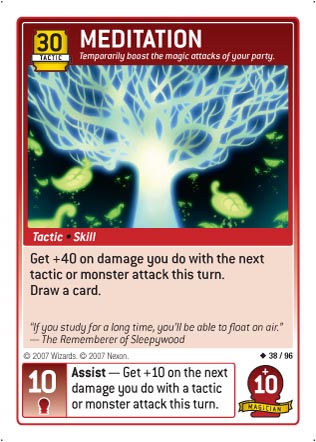 30
TACTIC
MEDITATION
Temporarily boost the magic attacks of your party.
Tactic • Skill
Get +40 on damage you do with the next
tactic or monster attack this turn.
Draw a card.
"If you study for a long time, you'll be able to float on air."
— The Rememberer of Sleepywood
© 2007 Wizards. © 2007 Nexon.
◆ 38 / 96
10
Assist — Get +10 on the next
damage you do with a tactic
or monster attack this turn.
+
10
MAGICIAN